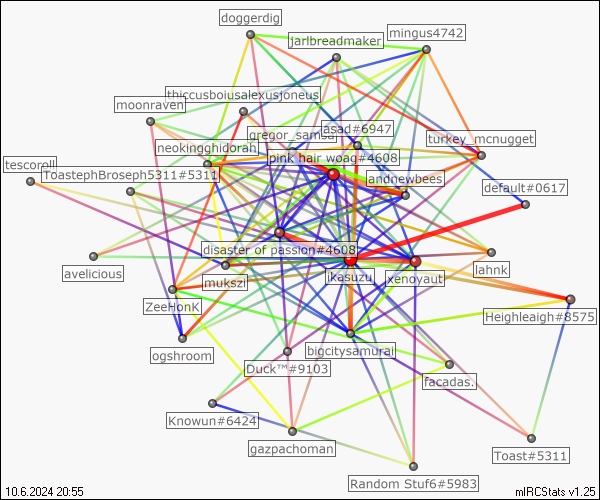 doggerdig
mingus4742
jarlbreadmaker
thiccusboiusalexusjoneus
moonraven
gregor_samsa
asad#6947
turkey_mcnugget
neokingghidorah
pink hair woag#4608
tescoroll
ToastephBroseph5311#5311
andnewbees
default#0617
disaster of passion#4608
avelicious
mukszi
ikasuzu
xenoyaut
lahnk
ZeeHonK
Heighleaigh#8575
ogshroom
bigcitysamurai
Duck™#9103
facadas.
Knowun#6424
gazpachoman
Toast#5311
Random Stuf6#5983
10.6.2024 20:55
mIRCStats v1.25